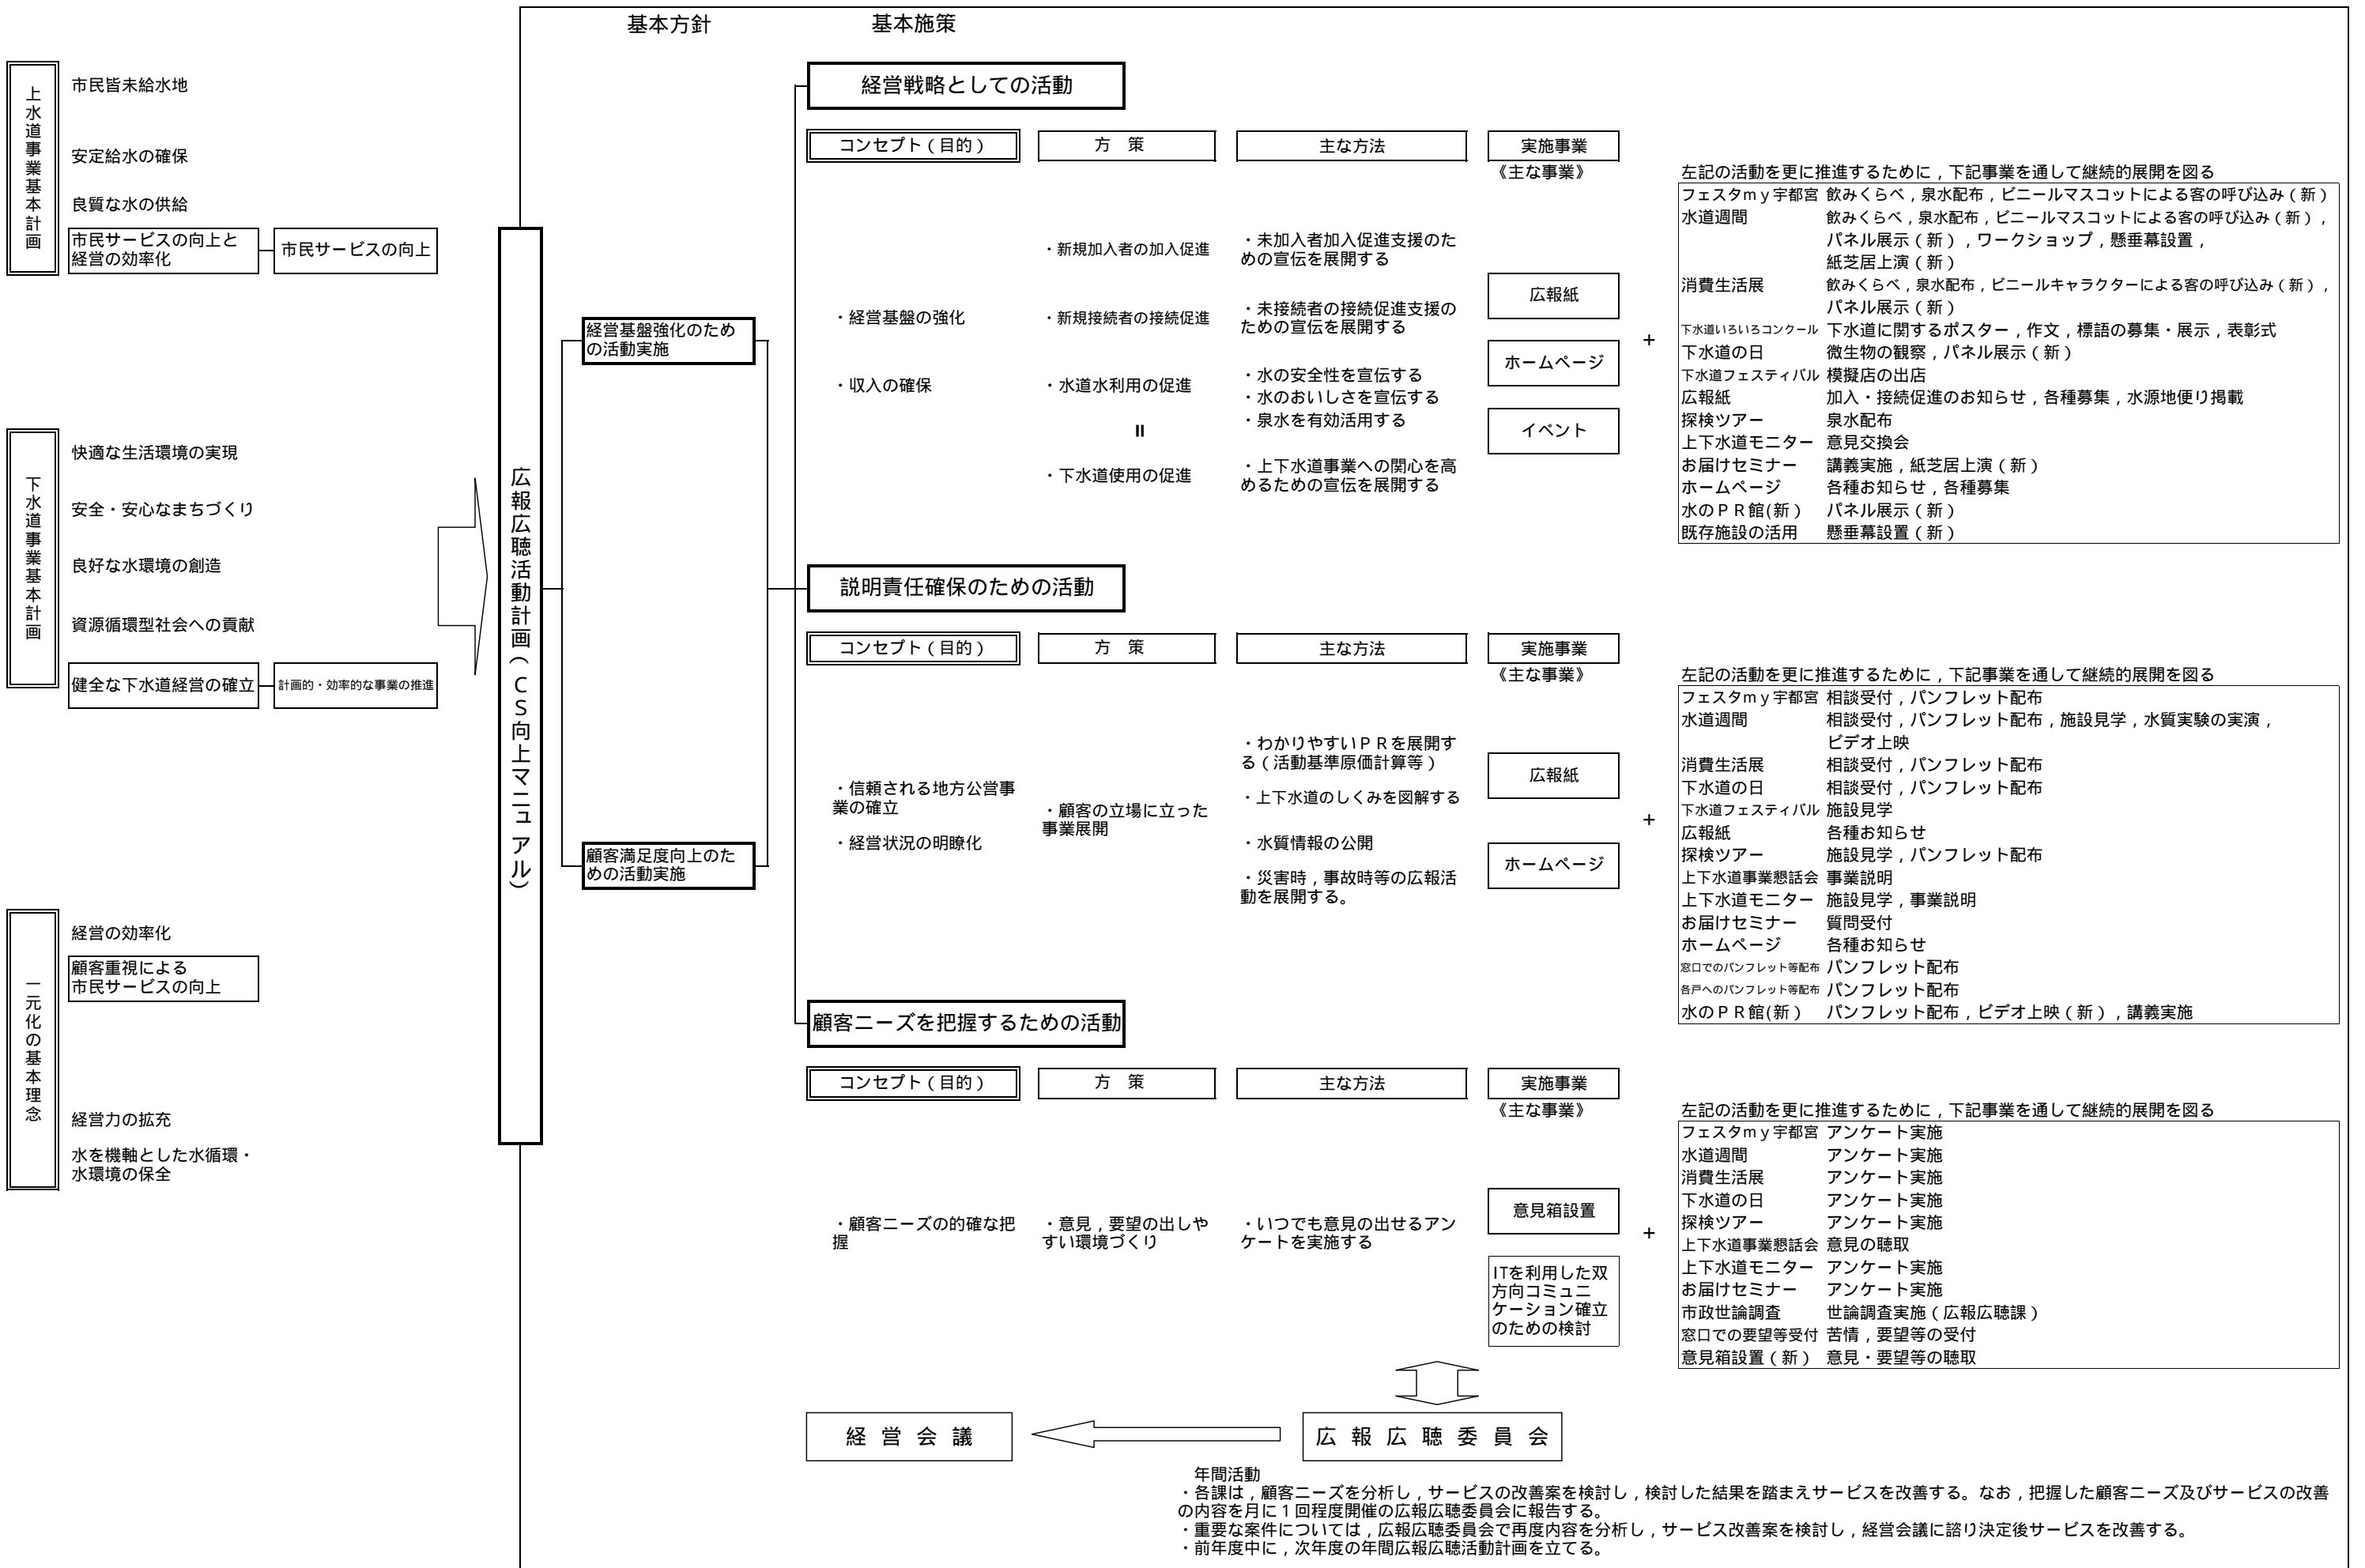 基本方針
基本施策
上水道事業基本計画
市民皆未給水地
安定給水の確保
良質な水の供給
市民サービスの向上と
経営の効率化
市民サービスの向上
下水道事業基本計画
快適な生活環境の実現
安全・安心なまちづくり
良好な水環境の創造
資源循環型社会への貢献
健全な下水道経営の確立
計画的・効率的な事業の推進
一元化の基本理念
経営の効率化
顧客重視による
市民サービスの向上
経営力の拡充
水を機軸とした水循環・
水環境の保全
広報広聴活動計画(CS向上マニュアル)
経営基盤強化のため
の活動実施
顧客満足度向上のた
めの活動実施
経営戦略としての活動
コンセプト（目的）
方　策
主な方法
実施事業
《主な事業》
・経営基盤の強化
・収入の確保
・新規加入者の加入促進
・新規接続者の接続促進
・水道水利用の促進
＝
・下水道使用の促進
・未加入者加入促進支援のた
めの宣伝を展開する
・未接続者の接続促進支援の
ための宣伝を展開する
・水の安全性を宣伝する
・水のおいしさを宣伝する
・泉水を有効活用する
・上下水道事業への関心を高
めるための宣伝を展開する
広報紙
ホームページ
イベント
+
左記の活動を更に推進するために，下記事業を通して継続的展開を図る
フェスタｍｙ宇都宮 飲みくらべ，泉水配布，ビニールマスコットによる客の呼び込み（新）
水道週間 飲みくらべ，泉水配布，ビニールマスコットによる客の呼び込み（新），
パネル展示（新），ワークショップ，懸垂幕設置，
紙芝居上演（新）
消費生活展 飲みくらべ，泉水配布，ビニールキャラクターによる客の呼び込み（新），
パネル展示（新）
下水道いろいろコンクール 下水道に関するポスター，作文，標語の募集・展示，表彰式
下水道の日 微生物の観察，パネル展示（新）
下水道フェスティバル 模擬店の出店
広報紙 加入・接続促進のお知らせ，各種募集，水源地便り掲載
探検ツアー 泉水配布
上下水道モニター 意見交換会
お届けセミナー 講義実施，紙芝居上演（新）
ホームページ 各種お知らせ，各種募集
水のＰＲ館(新） パネル展示（新）
既存施設の活用 懸垂幕設置（新）
説明責任確保のための活動
コンセプト（目的）
方　策
主な方法
実施事業
《主な事業》
・信頼される地方公営事
業の確立
・経営状況の明瞭化
・顧客の立場に立った
事業展開
・わかりやすいＰＲを展開す
る（活動基準原価計算等）
・上下水道のしくみを図解する
・水質情報の公開
・災害時，事故時等の広報活
動を展開する。
広報紙
ホームページ
+
左記の活動を更に推進するために，下記事業を通して継続的展開を図る
フェスタｍｙ宇都宮 相談受付，パンフレット配布
水道週間 相談受付，パンフレット配布，施設見学，水質実験の実演，
ビデオ上映
消費生活展 相談受付，パンフレット配布
下水道の日 相談受付，パンフレット配布
下水道フェスティバル 施設見学
広報紙 各種お知らせ
探検ツアー 施設見学，パンフレット配布
上下水道事業懇話会 事業説明
上下水道モニター 施設見学，事業説明
お届けセミナー 質問受付
ホームページ 各種お知らせ
窓口でのパンフレット等配布 パンフレット配布
各戸へのパンフレット等配布 パンフレット配布
水のＰＲ館(新） パンフレット配布，ビデオ上映（新），講義実施
顧客ニーズを把握するための活動
コンセプト（目的）
方　策
主な方法
実施事業
《主な事業》
・顧客ニーズの的確な把
握
・意見，要望の出しや
すい環境づくり
・いつでも意見の出せるアン
ケートを実施する
意見箱設置
ITを利用した双
方向コミュニ
ケーション確立
のための検討
+
左記の活動を更に推進するために，下記事業を通して継続的展開を図る
フェスタｍｙ宇都宮 アンケート実施
水道週間 アンケート実施
消費生活展 アンケート実施
下水道の日 アンケート実施
探検ツアー アンケート実施
上下水道事業懇話会 意見の聴取
上下水道モニター アンケート実施
お届けセミナー アンケート実施
市政世論調査 世論調査実施（広報広聴課）
窓口での要望等受付 苦情，要望等の受付
意見箱設置（新） 意見・要望等の聴取
経 営 会 議
広 報 広 聴 委 員 会
年間活動
・各課は，顧客ニーズを分析し，サービスの改善案を検討し，検討した結果を踏まえサービスを改善する。なお，把握した顧客ニーズ及びサービスの改善
の内容を月に１回程度開催の広報広聴委員会に報告する。
・重要な案件については，広報広聴委員会で再度内容を分析し，サービス改善案を検討し，経営会議に諮り決定後サービスを改善する。
・前年度中に，次年度の年間広報広聴活動計画を立てる。